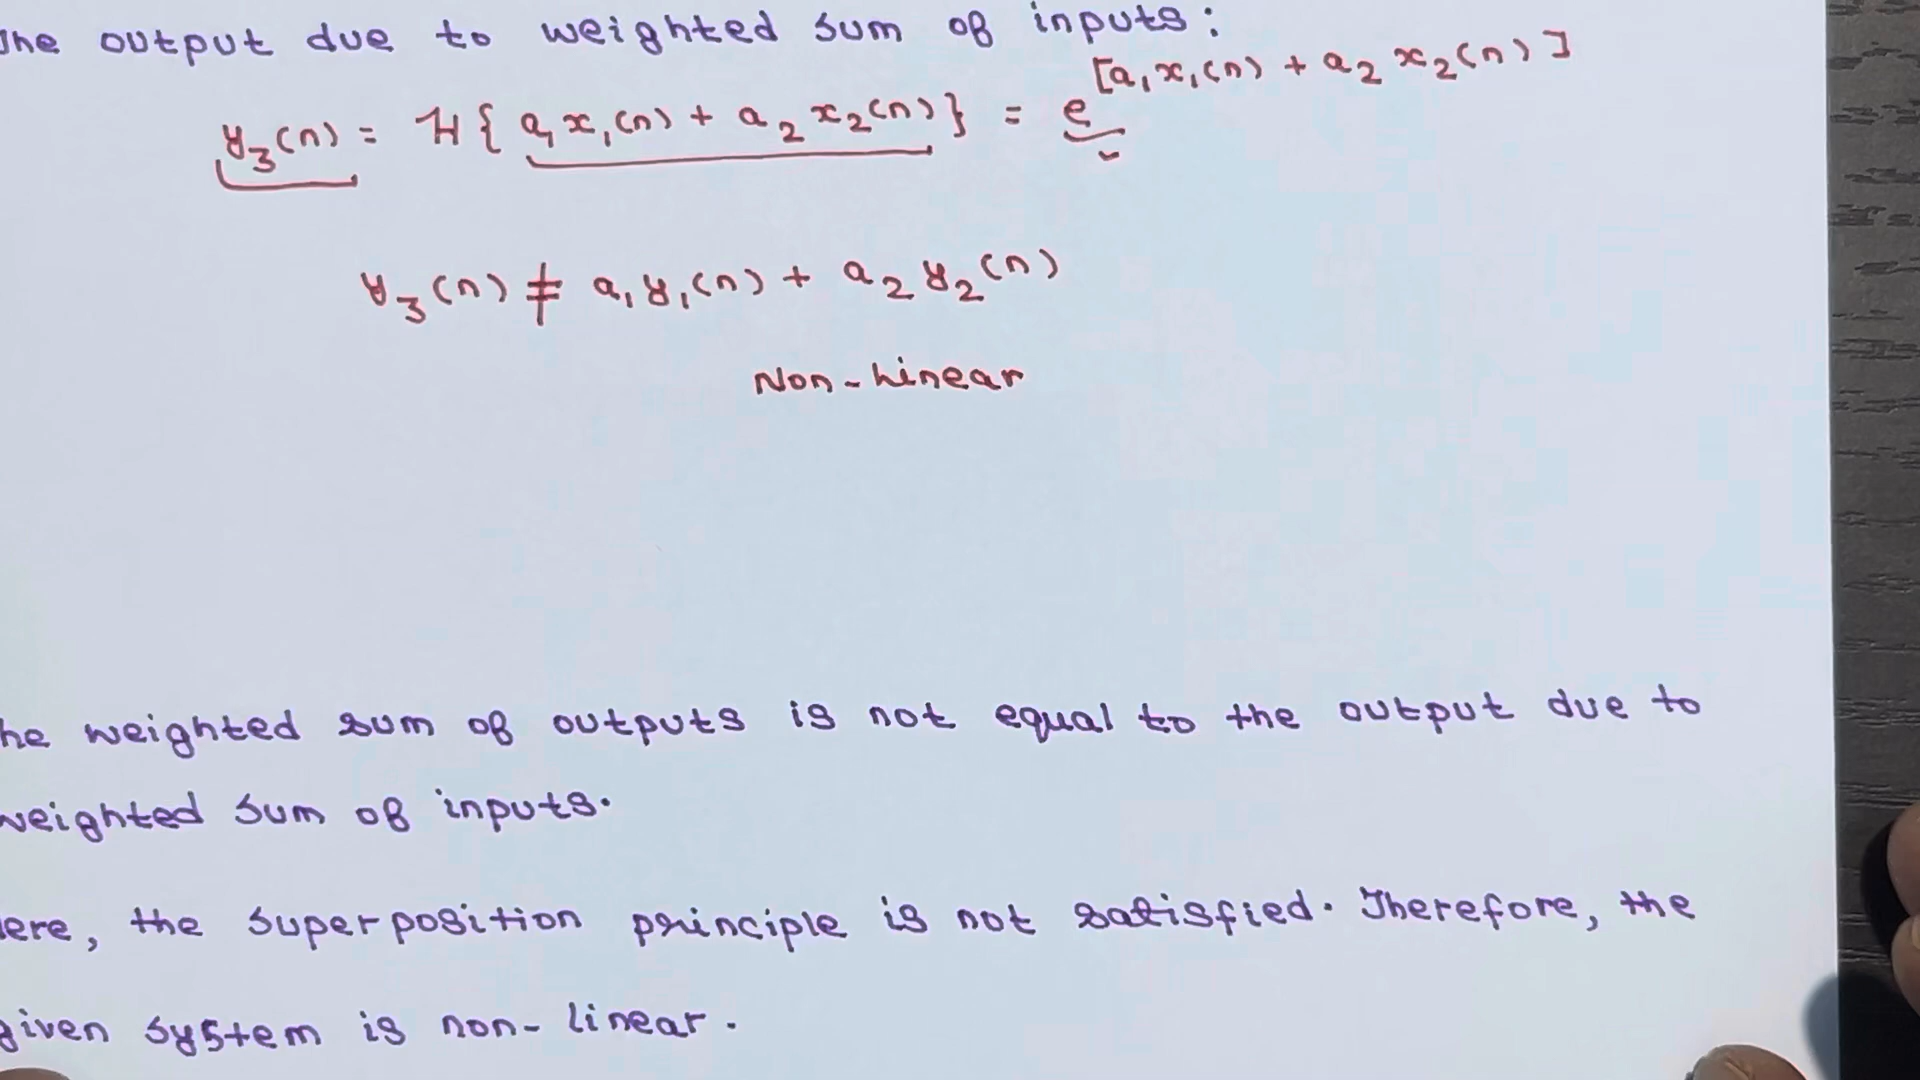 The output due to weighted sum of inputs:
y₃(n) = H{a₁x₁(n) + a₂x₂(n)} = e^[a₁x₁(n) + a₂x₂(n)]
y₃(n) ≠ a₁y₁(n) + a₂y₂(n)
Non-Linear
he weighted sum of outputs is not equal to the output due to
weighted sum of inputs.
ere, the superposition principle is not satisfied. Therefore, the
given system is non-linear.